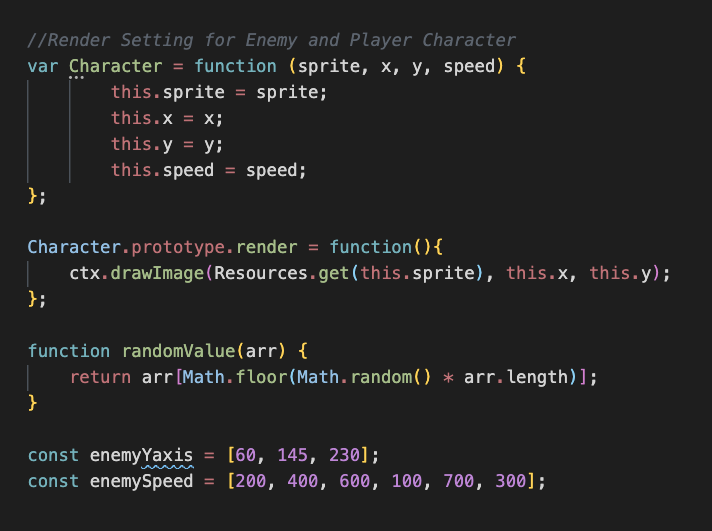 //Render Setting for Enemy and Player Character
var Character = function (sprite, x, y, speed) {
        this.sprite = sprite;
        this.x = x;
        this.y = y;
        this.speed = speed;
};

Character.prototype.render = function(){
    ctx.drawImage(Resources.get(this.sprite), this.x, this.y);
};

function randomValue(arr) {
    return arr[Math.floor(Math.random() * arr.length)];
}

const enemyYaxis = [60, 145, 230];
const enemySpeed = [200, 400, 600, 100, 700, 300];